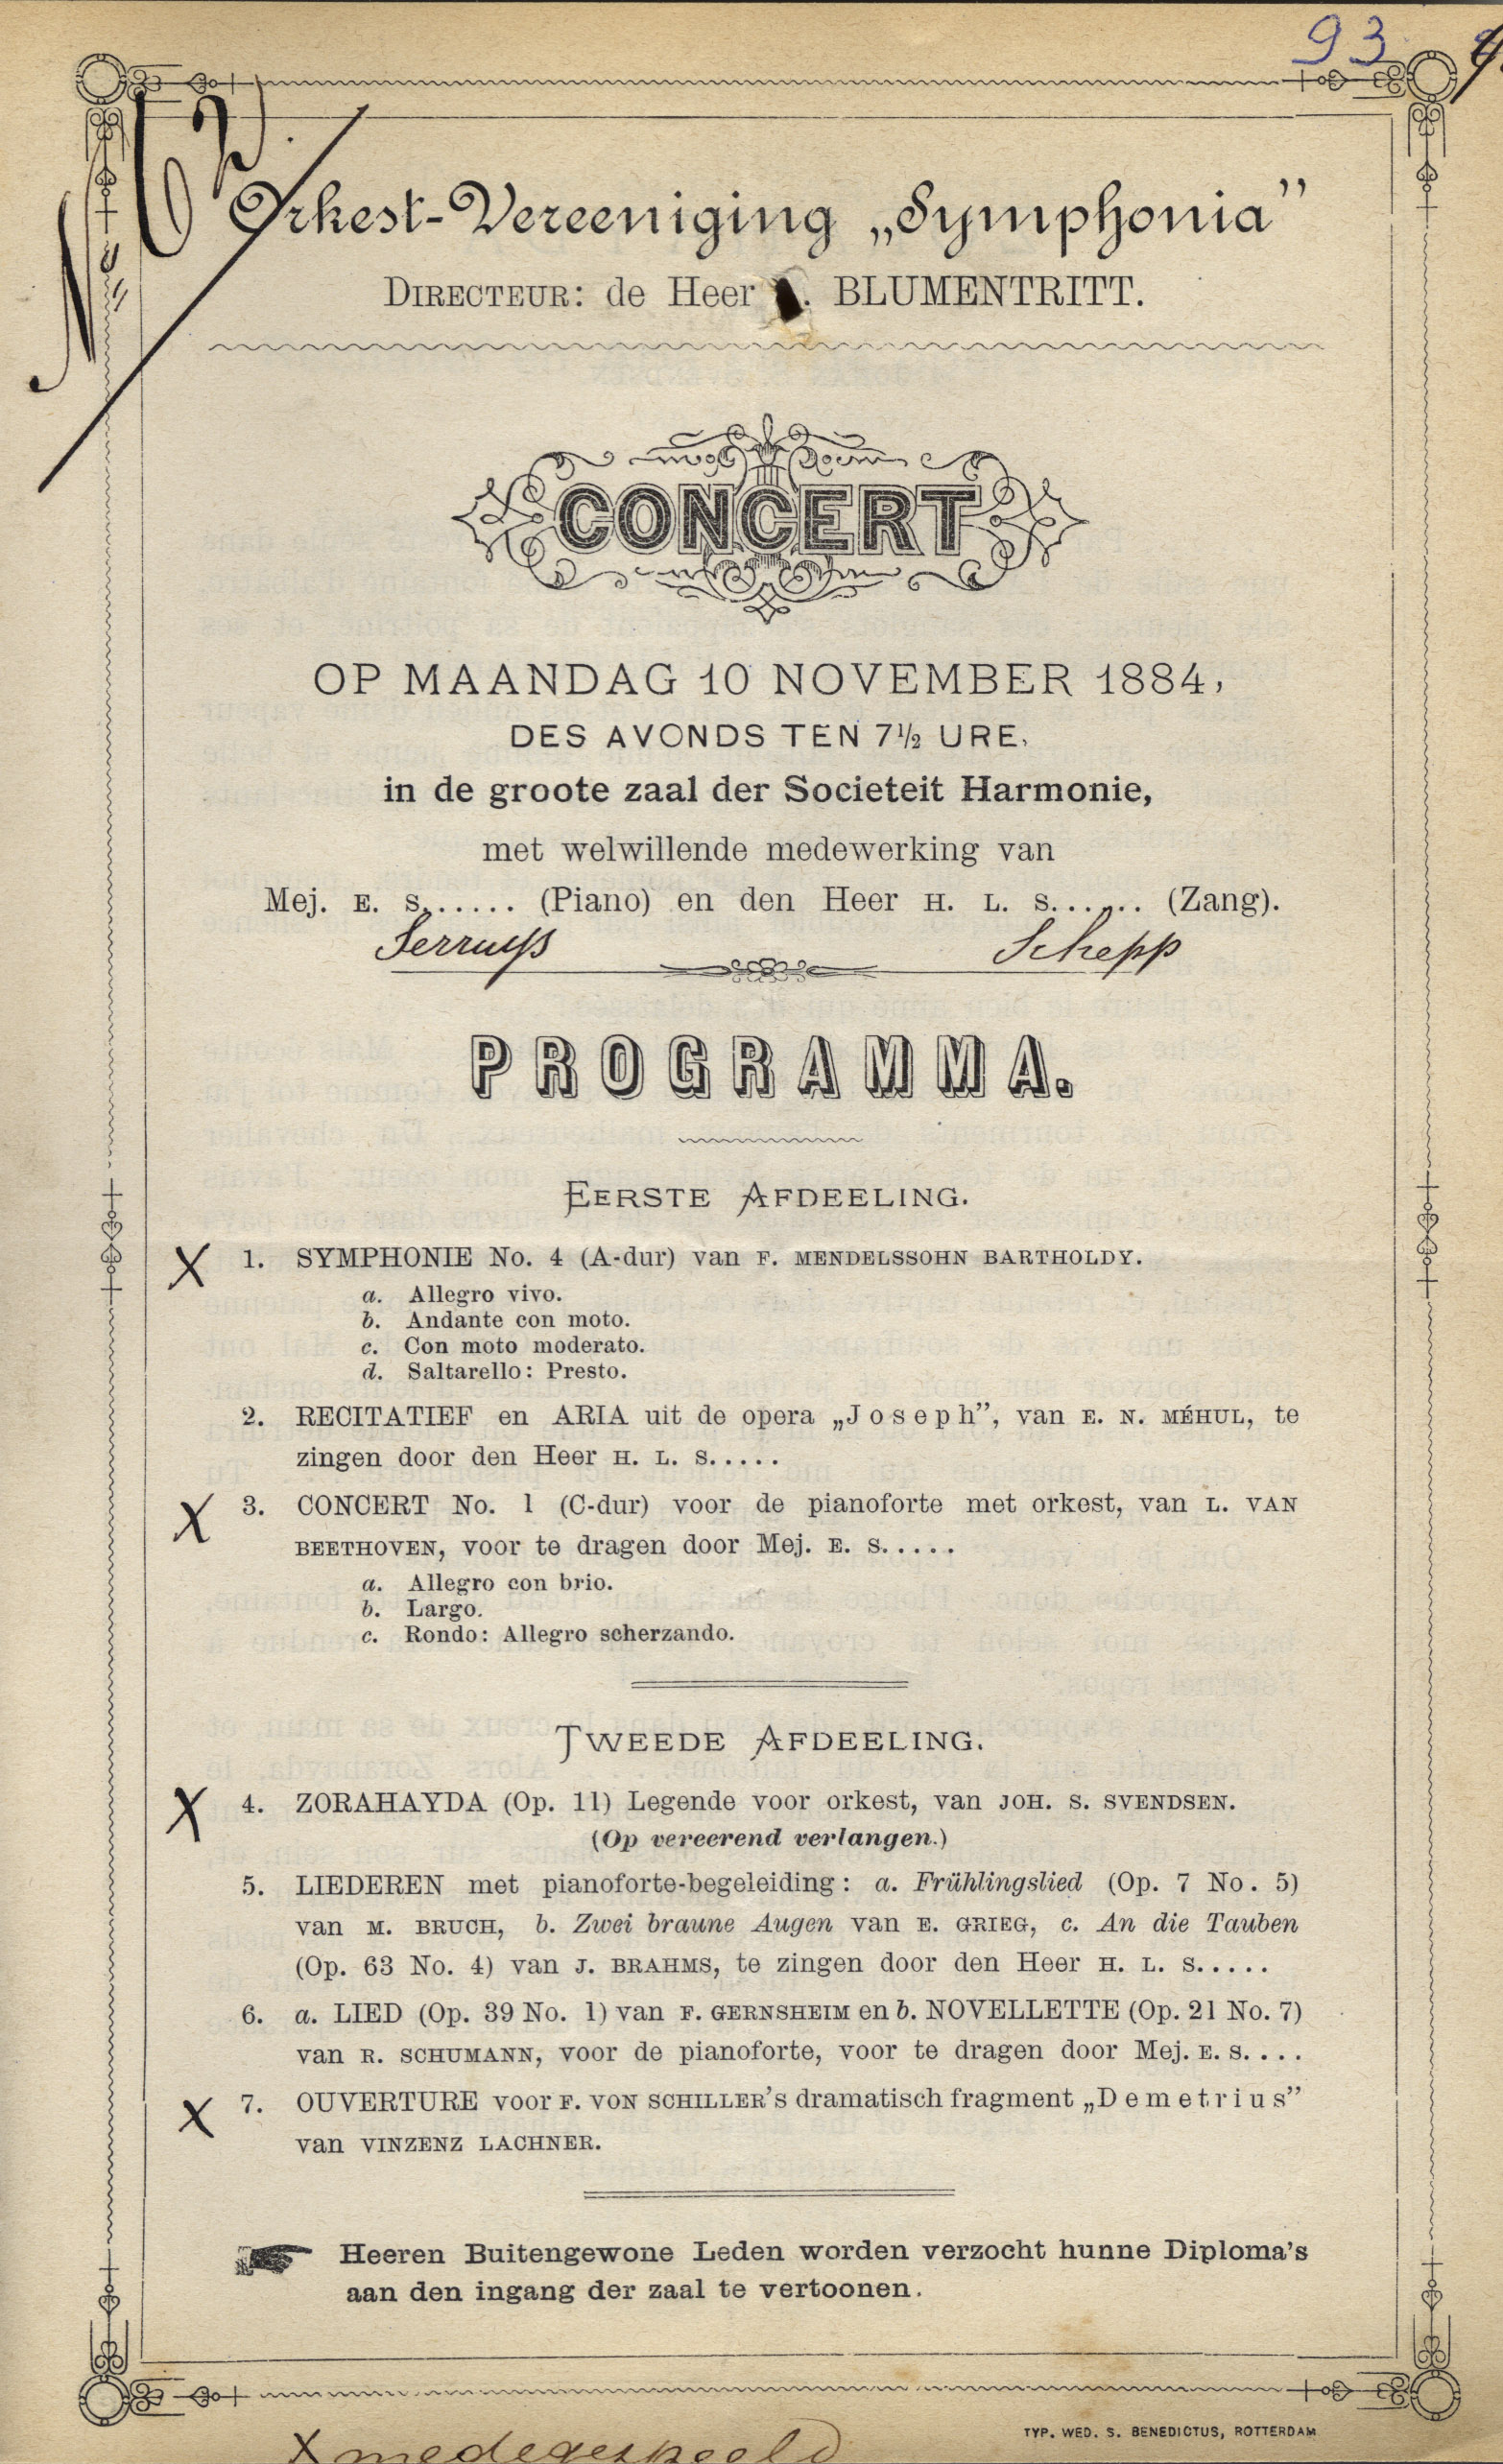 93
Orkest-Vereeniging „Symphonia”
DIRECTEUR: de Heer . BLUMENTRITT.
CONCERT
OP MAANDAG 10 NOVEMBER 1884,
DES AVONDS TEN 7½ URE,
in de groote zaal der Societeit Harmonie,
met welwillende medewerking van
Mej. E. S...... (Piano) en den Heer H. L. S...... (Zang).
Serruys Schepp
PROGRAMMA.
EERSTE AFDEELING.
X 1. SYMPHONIE No. 4 (A-dur) van F. MENDELSSOHN BARTHOLDY.
a. Allegro vivo.
b. Andante con moto.
c. Con moto moderato.
d. Saltarello: Presto.
2. RECITATIEF en ARIA uit de opera „Joseph”, van E. N. MÉHUL, te
zingen door den Heer H. L. S.....
X 3. CONCERT No. 1 (C-dur) voor de pianoforte met orkest, van L. VAN
BEETHOVEN, voor te dragen door Mej. E. S.....
a. Allegro con brio.
b. Largo.
c. Rondo: Allegro scherzando.
TWEEDE AFDEELING.
X 4. ZORAHAYDA (Op. 11) Legende voor orkest, van JOH. S. SVENDSEN.
(Op vereerend verlangen.)
5. LIEDEREN met pianoforte-begeleiding: a. Frühlingslied (Op. 7 No. 5)
van M. BRUCH, b. Zwei braune Augen van E. GRIEG, c. An die Tauben
(Op. 63 No. 4) van J. BRAHMS, te zingen door den Heer H. L. S.....
6. a. LIED (Op. 39 No. 1) van F. GERNSHEIM en b. NOVELLETTE (Op. 21 No. 7)
van R. SCHUMANN, voor de pianoforte, voor te dragen door Mej. E. S....
X 7. OUVERTURE voor F. VON SCHILLER's dramatisch fragment „Demetrius”
van VINZENZ LACHNER.
Heeren Buitengewone Leden worden verzocht hunne Diploma's
aan den ingang der zaal te vertoonen.
TYP. WED. S. BENEDICTUS, ROTTERDAM
X medegespeeld